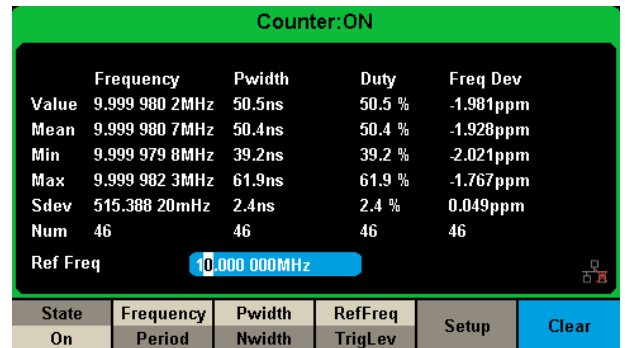 Counter:ON
Frequency Pwidth Duty Freq Dev
Value 9.999 980 2MHz 50.5ns 50.5 % -1.981ppm
Mean 9.999 980 7MHz 50.4ns 50.4 % -1.928ppm
Min 9.999 979 8MHz 39.2ns 39.2 % -2.021ppm
Max 9.999 982 3MHz 61.9ns 61.9 % -1.767ppm
Sdev 515.388 20mHz 2.4ns 2.4 % 0.049ppm
Num 46 46 46 46
Ref Freq 10.000 000MHz
State Frequency Pwidth RefFreq Setup Clear
On Period Nwidth TrigLev